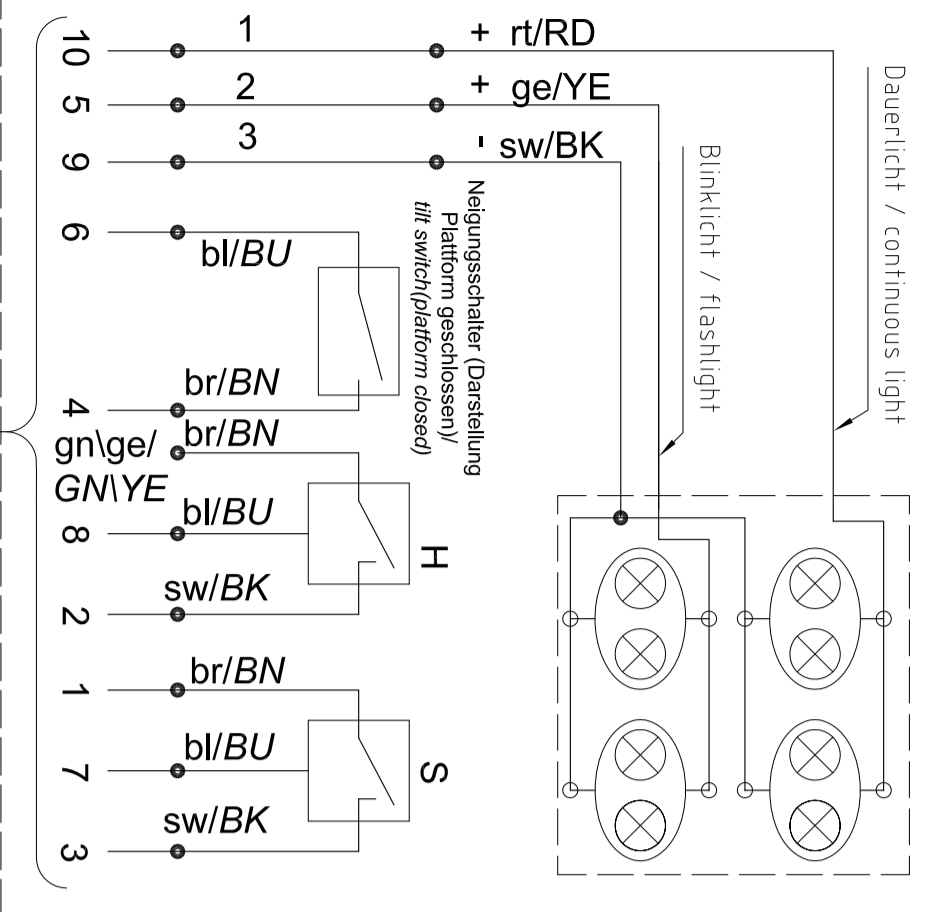 10 1 + rt/RD
5 2 + ge/YE
9 3 - sw/BK
6
bl/BU
br/BN
4
br/BN
gn\ge/
GN\YE
bl/BU
8
sw/BK
2
H
br/BN
1
bl/BU
7
sw/BK
3
S
Neigungsschalter (Darstellung
Plattform geschlossen)/
tilt switch(platform closed)
Blinklicht / flashlight
Dauerlicht / continuous light